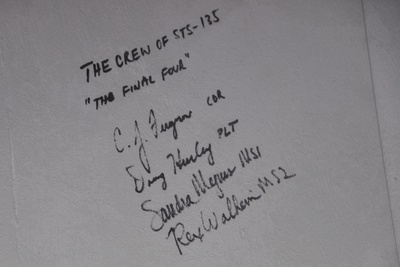 THE CREW OF STS-135
"THE FINAL FOUR"
C. J. Ferguson CDR
Doug Hurley PLT
Sandra Magnus MS1
Rex Walheim MS2